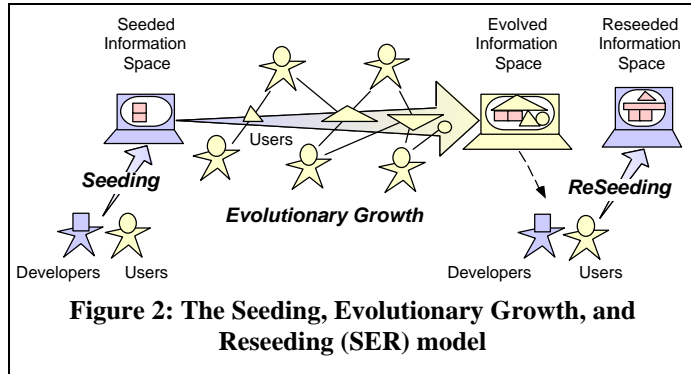 Seeded
Information
Space
Evolved
Information
Space
Reseeded
Information
Space
Users
Seeding
Evolutionary Growth
ReSeeding
Developers
Users
Developers
Users
Figure 2: The Seeding, Evolutionary Growth, and
Reseeding (SER) model